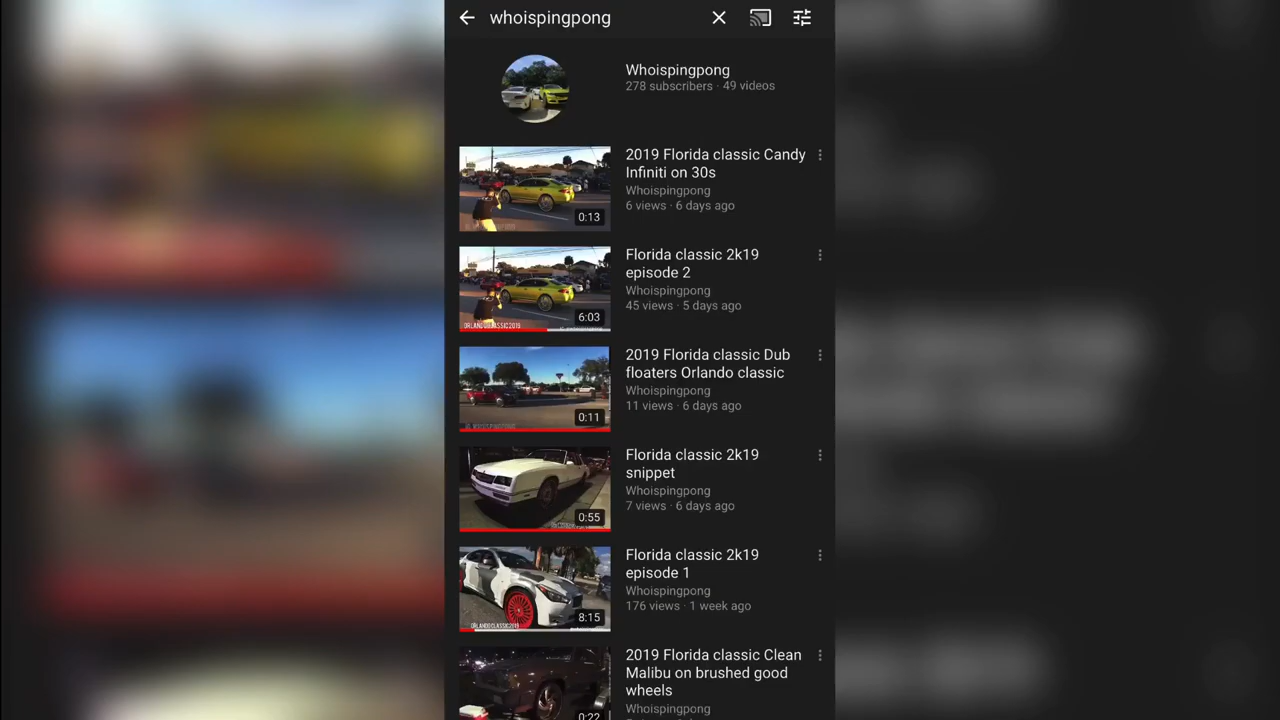 whoispingpong
Whoispingpong
278 subscribers · 49 videos
2019 Florida classic Candy
Infiniti on 30s
Whoispingpong
6 views · 6 days ago
0:13
Florida classic 2k19
episode 2
Whoispingpong
45 views · 5 days ago
6:03
ORLANDOCLASSIC2019
2019 Florida classic Dub
floaters Orlando classic
Whoispingpong
11 views · 6 days ago
0:11
Florida classic 2k19
snippet
Whoispingpong
7 views · 6 days ago
0:55
Florida classic 2k19
episode 1
Whoispingpong
176 views · 1 week ago
8:15
ORLANDOCLASSIC2019
2019 Florida classic Clean
Malibu on brushed good
wheels
Whoispingpong
0:22